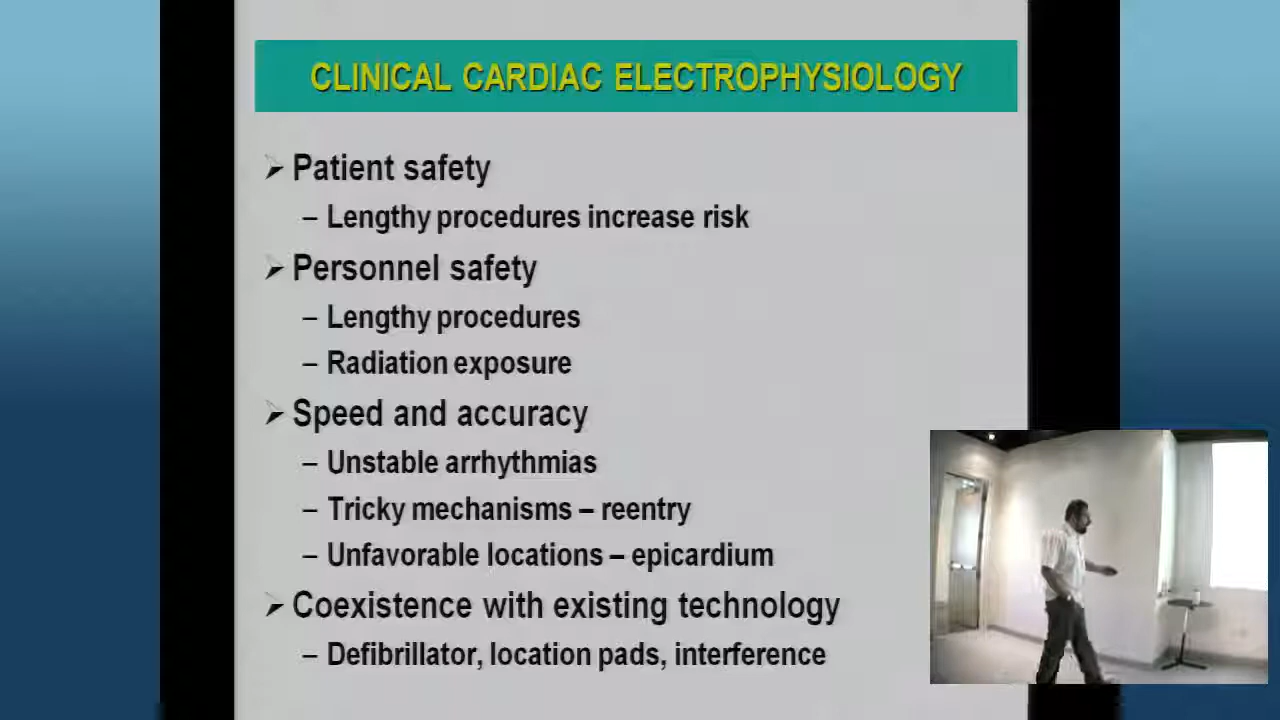 CLINICAL CARDIAC ELECTROPHYSIOLOGY
➢ Patient safety
– Lengthy procedures increase risk
➢ Personnel safety
– Lengthy procedures
– Radiation exposure
➢ Speed and accuracy
– Unstable arrhythmias
– Tricky mechanisms – reentry
– Unfavorable locations – epicardium
➢ Coexistence with existing technology
– Defibrillator, location pads, interference